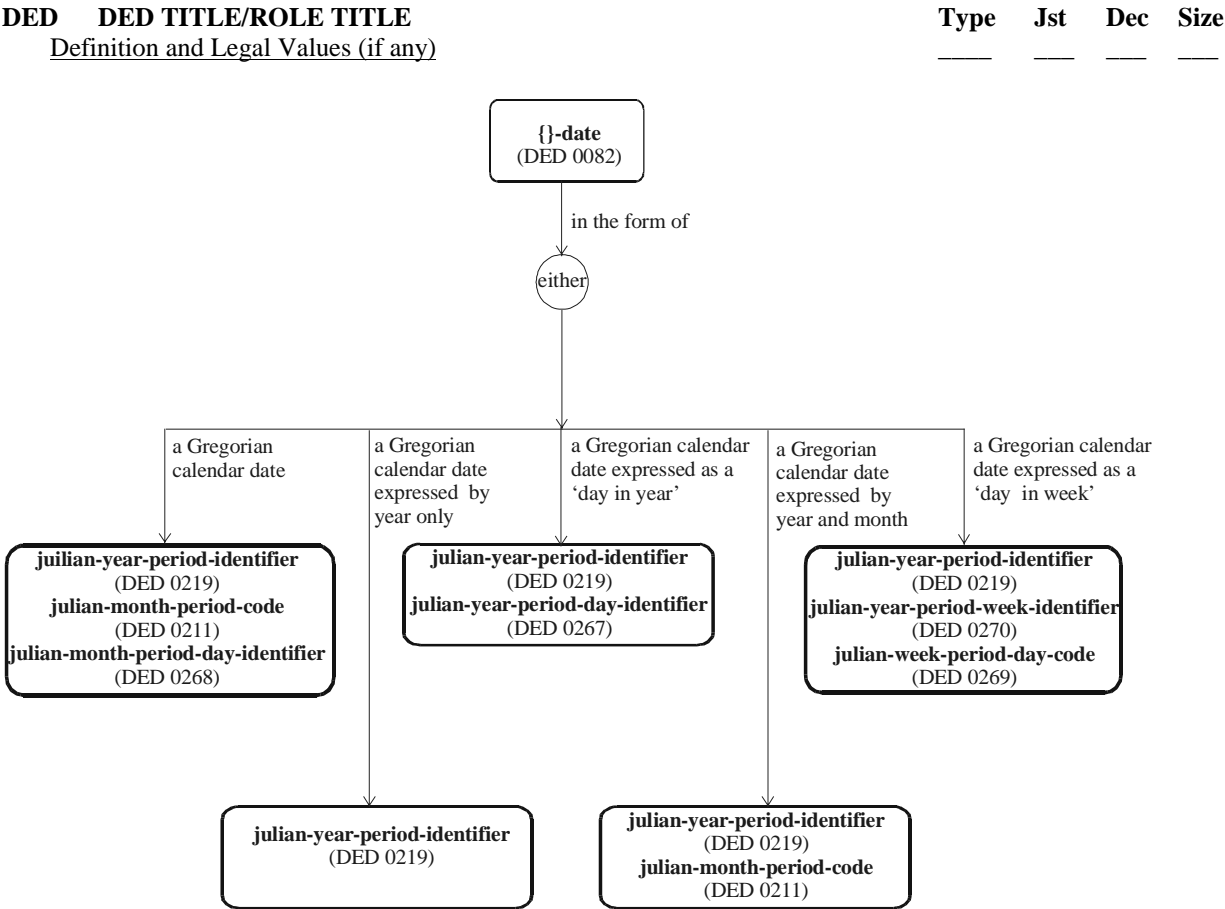 DED DED TITLE/ROLE TITLE Type Jst Dec Size
Definition and Legal Values (if any) ____ ___ ___ ___
{}-date
(DED 0082)
in the form of
either
a Gregorian
calendar date
a Gregorian
calendar date
expressed by
year only
a Gregorian calendar
date expressed as a
‘day in year’
a Gregorian
calendar date
expressed by
year and month
a Gregorian calendar
date expressed as a
‘day in week’
juilian-year-period-identifier
(DED 0219)
julian-month-period-code
(DED 0211)
julian-month-period-day-identifier
(DED 0268)
julian-year-period-identifier
(DED 0219)
julian-year-period-day-identifier
(DED 0267)
julian-year-period-identifier
(DED 0219)
julian-year-period-week-identifier
(DED 0270)
julian-week-period-day-code
(DED 0269)
julian-year-period-identifier
(DED 0219)
julian-year-period-identifier
(DED 0219)
julian-month-period-code
(DED 0211)